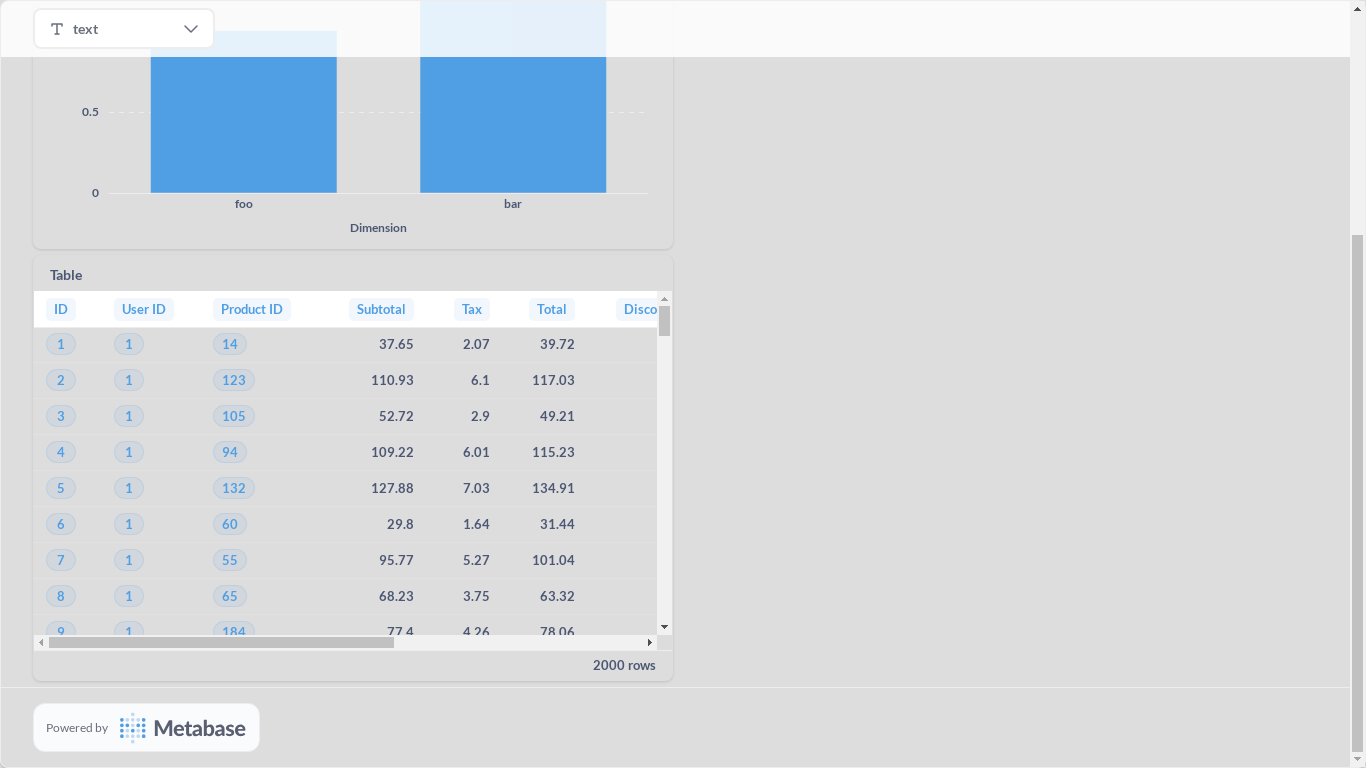 text
0.5
0
foo bar
Dimension
Table
ID User ID Product ID Subtotal Tax Total Disco
1 1 14 37.65 2.07 39.72
2 1 123 110.93 6.1 117.03
3 1 105 52.72 2.9 49.21
4 1 94 109.22 6.01 115.23
5 1 132 127.88 7.03 134.91
6 1 60 29.8 1.64 31.44
7 1 55 95.77 5.27 101.04
8 1 65 68.23 3.75 63.32
9 1 184 77.4 4.26 78.06
2000 rows
Powered by Metabase